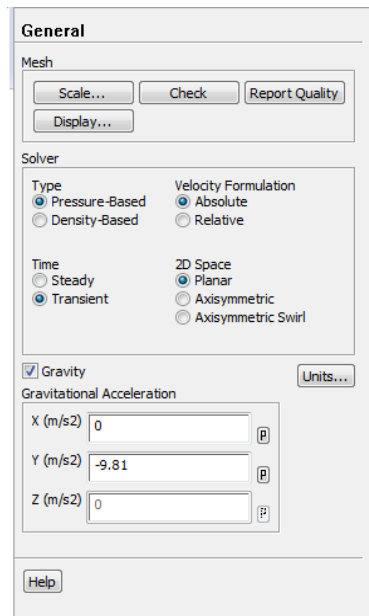 General
Mesh
Scale... Check Report Quality
Display...
Solver
Type Velocity Formulation
Pressure-Based Absolute
Density-Based Relative
Time 2D Space
Steady Planar
Transient Axisymmetric
Axisymmetric Swirl
Gravity Units...
Gravitational Acceleration
X (m/s2) 0 P
Y (m/s2) -9.81 P
Z (m/s2) 0 P
Help